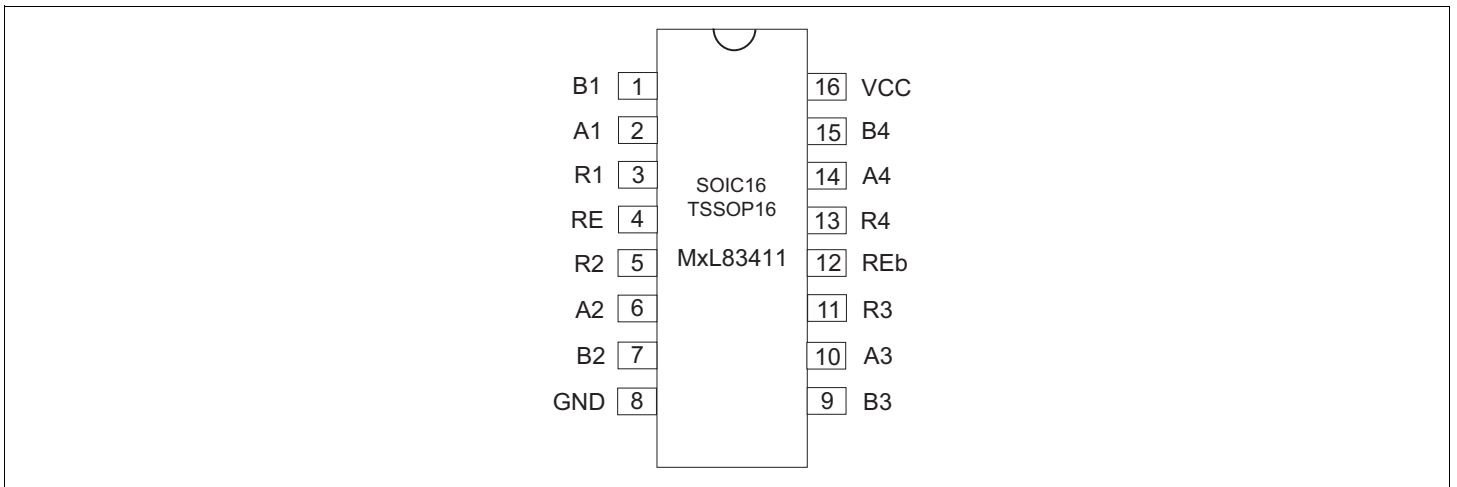 B1 1
A1 2
R1 3
RE 4
R2 5
A2 6
B2 7
GND 8
SOIC16
TSSOP16
MxL83411
16 VCC
15 B4
14 A4
13 R4
12 REb
11 R3
10 A3
9 B3